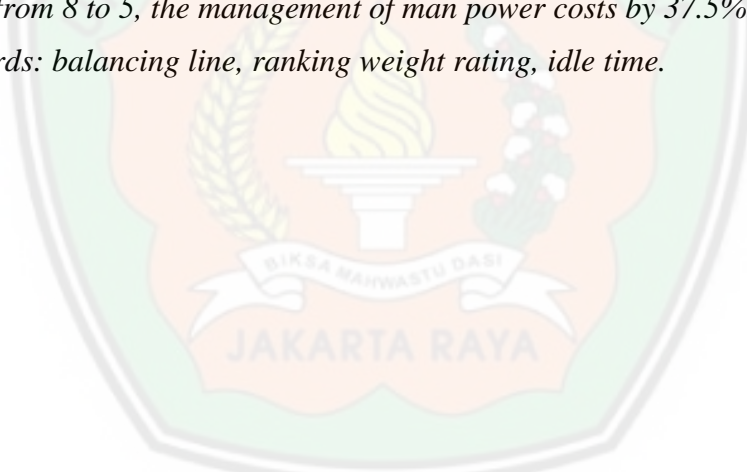 from 8 to 5, the management of man power costs by 37.5%
rds: balancing line, ranking weight rating, idle time.
BIKSA MAHWASTU DASI
JAKARTA RAYA